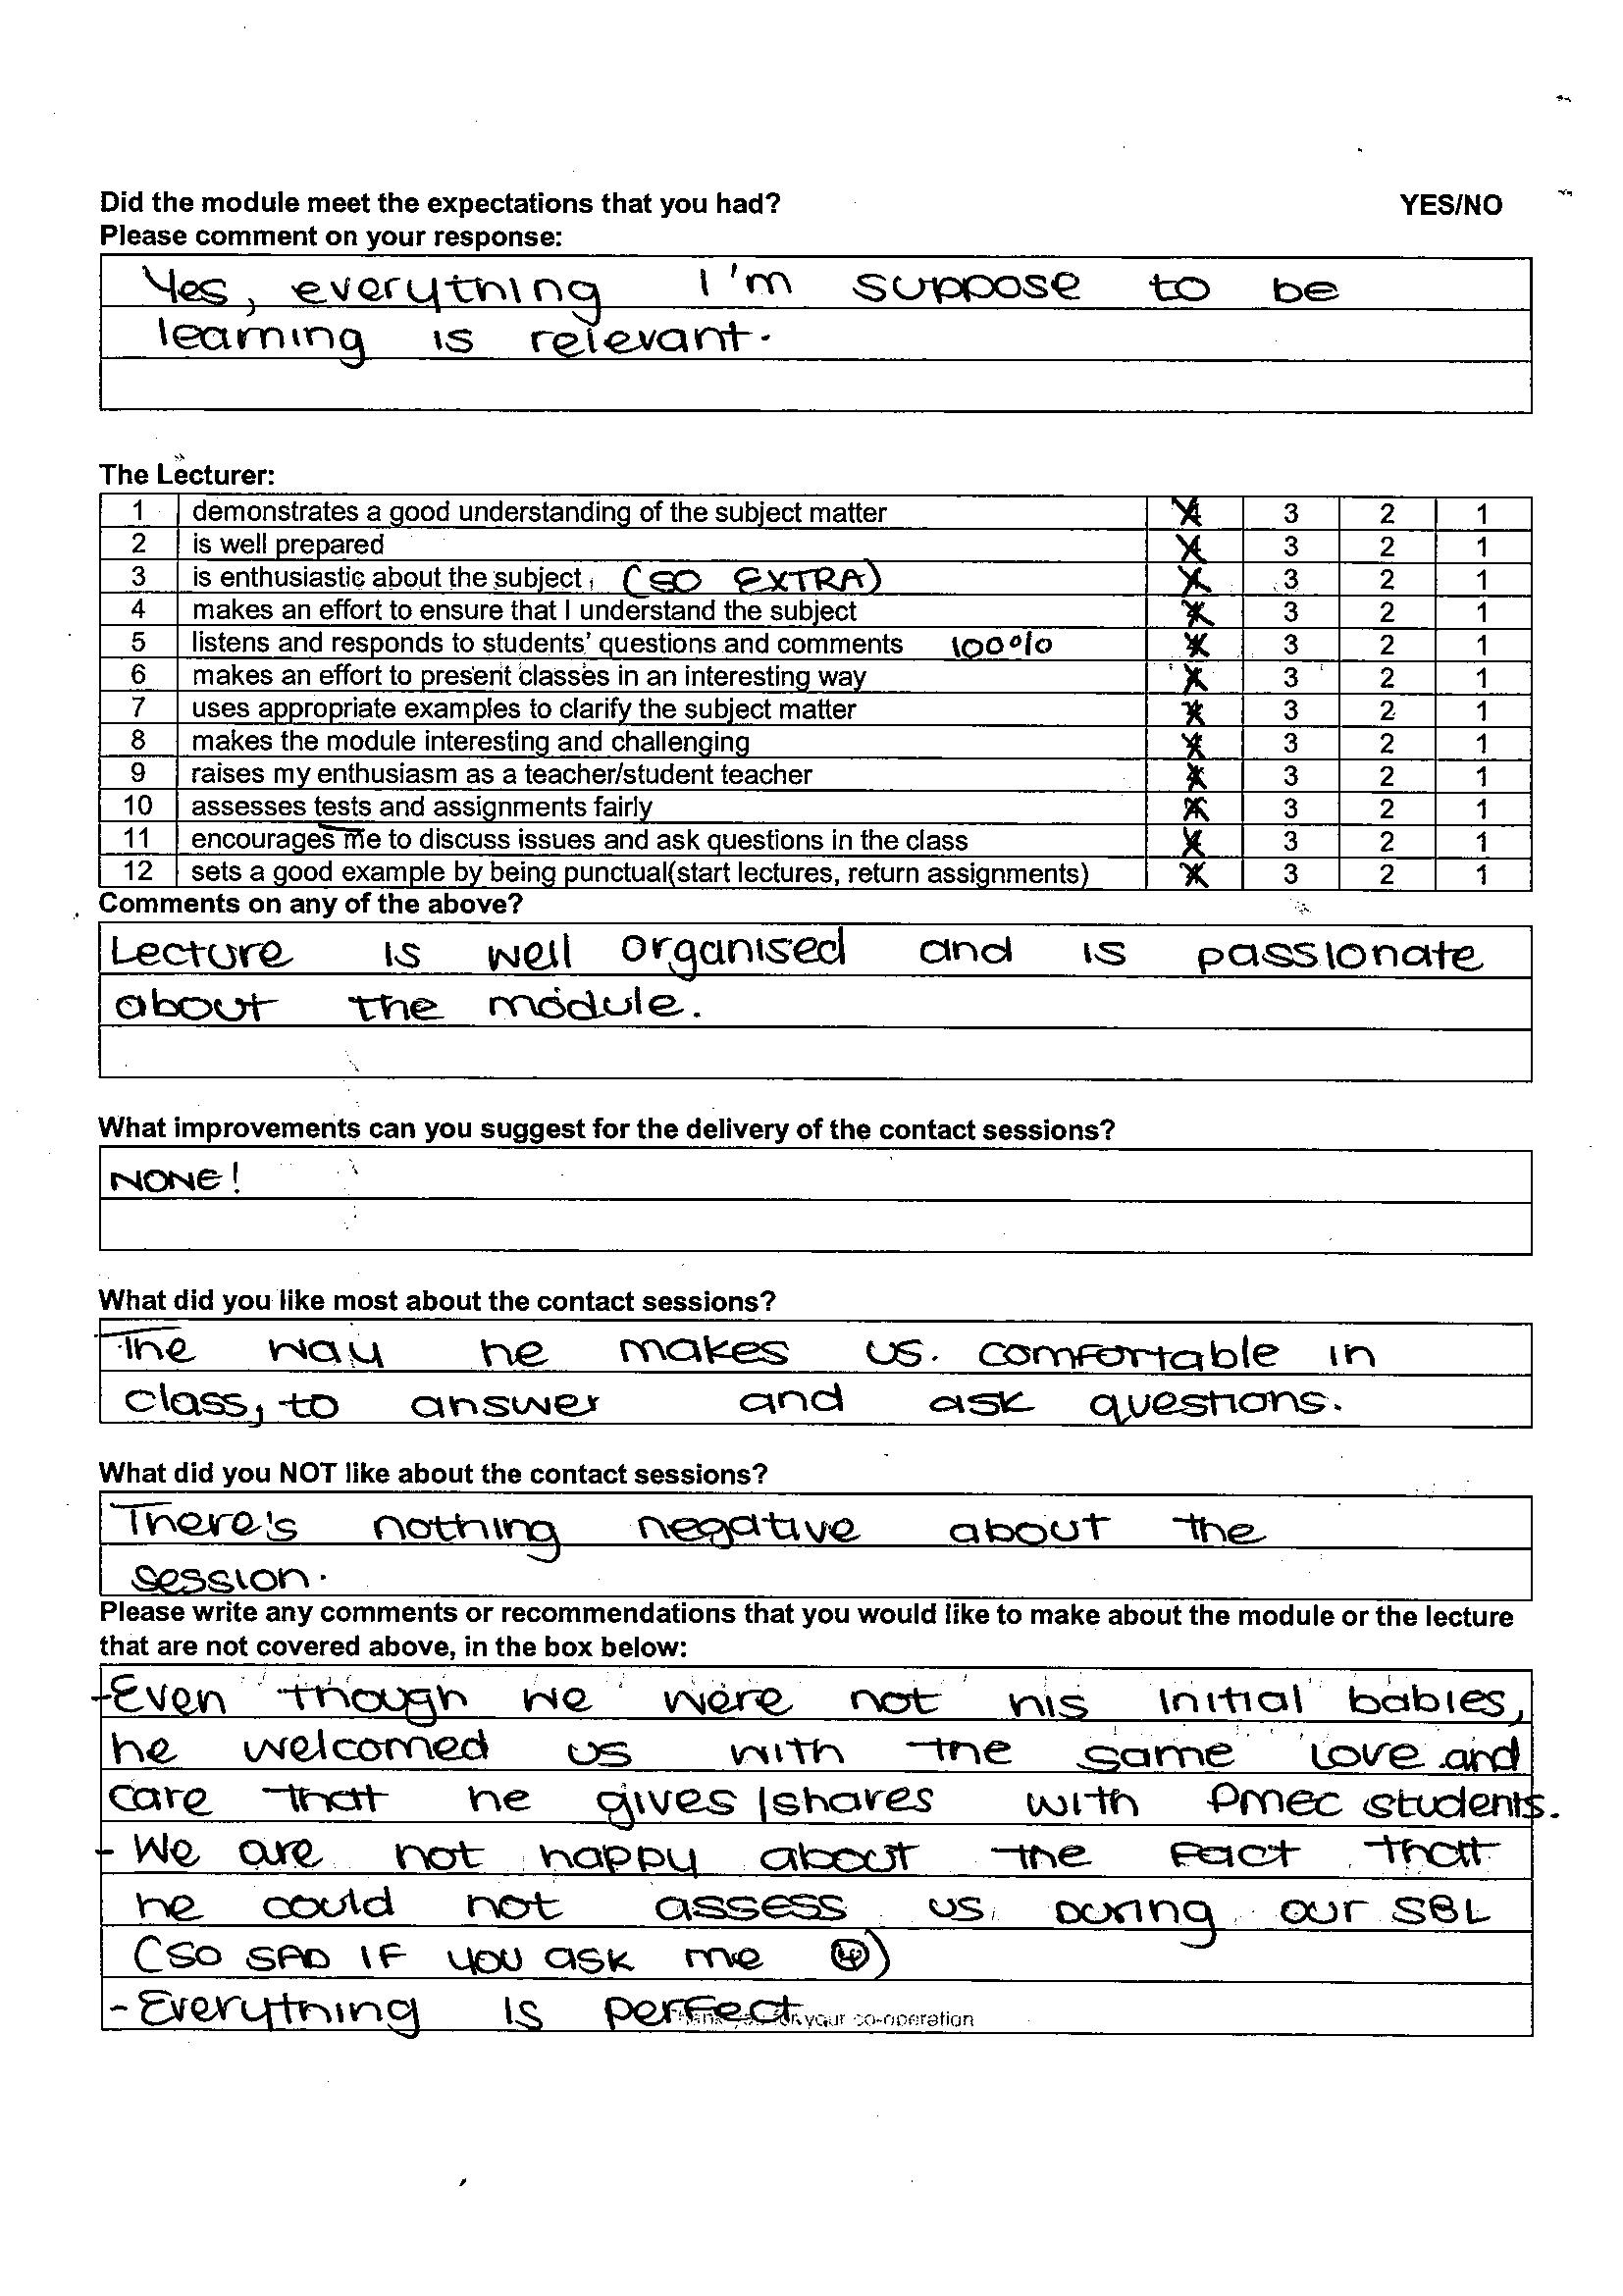 Did the module meet the expectations that you had? YES/NO
Please comment on your response:
Yes, everything I'm suppose to be
learning is relevant.
The Lecturer:
1 demonstrates a good understanding of the subject matter 4 3 2 1
2 is well prepared 4 3 2 1
3 is enthusiastic about the subject, (SO EXTRA) 4 3 2 1
4 makes an effort to ensure that I understand the subject 4 3 2 1
5 listens and responds to students' questions and comments 100% 4 3 2 1
6 makes an effort to present classes in an interesting way 4 3 2 1
7 uses appropriate examples to clarify the subject matter 4 3 2 1
8 makes the module interesting and challenging 4 3 2 1
9 raises my enthusiasm as a teacher/student teacher 4 3 2 1
10 assesses tests and assignments fairly 4 3 2 1
11 encourages me to discuss issues and ask questions in the class 4 3 2 1
12 sets a good example by being punctual(start lectures, return assignments) 4 3 2 1
Comments on any of the above?
Lecture is well organised and is passionate
about the module.
What improvements can you suggest for the delivery of the contact sessions?
NONE!
What did you like most about the contact sessions?
The way he makes us. comfortable in
class, to answer and ask questions.
What did you NOT like about the contact sessions?
There's nothing negative about the
session.
Please write any comments or recommendations that you would like to make about the module or the lecture
that are not covered above, in the box below:
-Even though we were not his initial babies,
he welcomed us with the same love and
care that he gives/shares with Pmec students.
- We are not happy about the fact that
he could not assess us during our SBL
(SO SAD IF YOU ask me ☹)
-Everything is perfect
Thank you for your co-operation